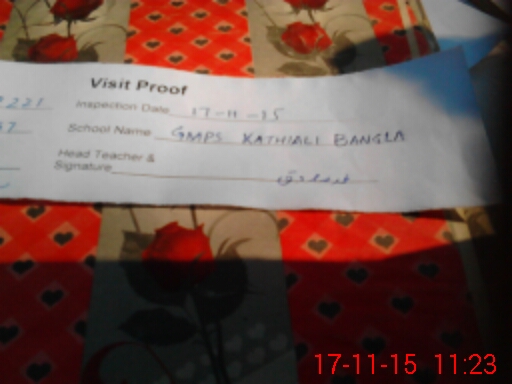 Visit Proof
2221 Inspection Date 17-11-15
School Name GMPS KATHIALI BANGLA
Head Teacher &
Signature
17-11-15 11:23